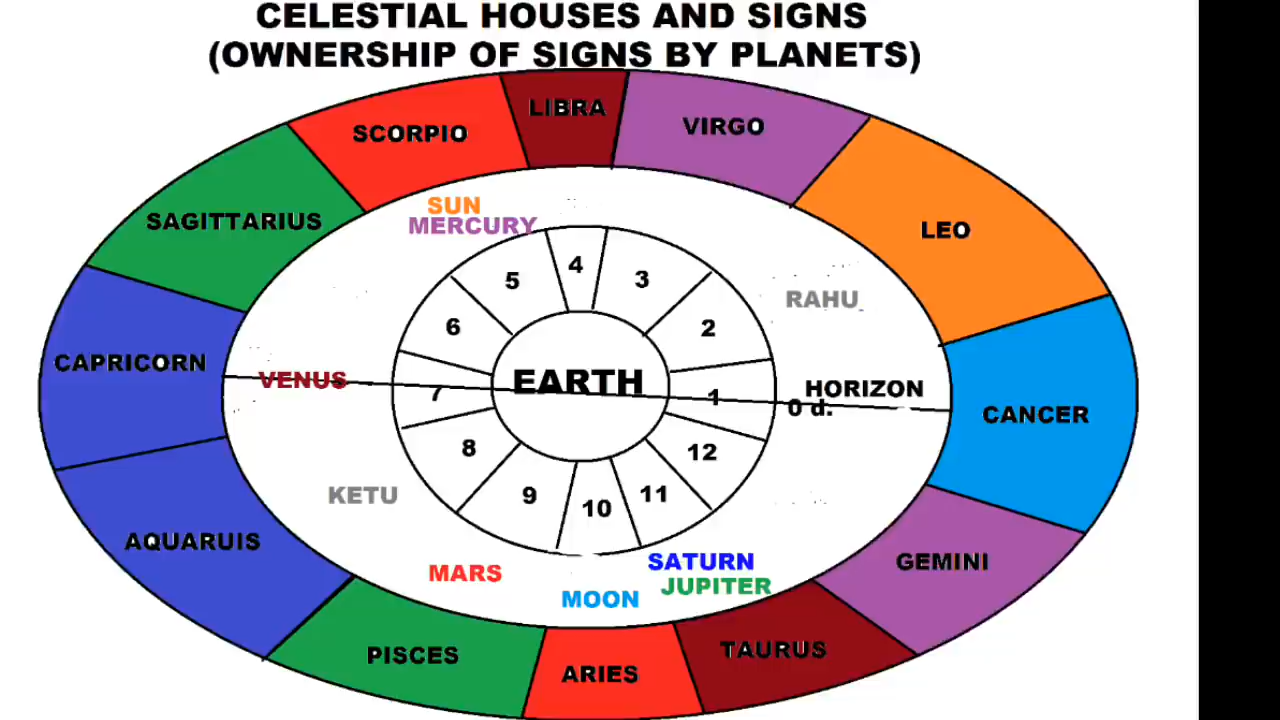 CELESTIAL HOUSES AND SIGNS
(OWNERSHIP OF SIGNS BY PLANETS)
LIBRA
VIRGO
SCORPIO
SAGITTARIUS
LEO
SUN
MERCURY
RAHU
4
5
3
6
2
CAPRICORN
VENUS
EARTH
HORIZON
7
1
0 d.
CANCER
8
12
KETU
9
10
11
AQUARUIS
MARS
MOON
SATURN
JUPITER
GEMINI
PISCES
ARIES
TAURUS